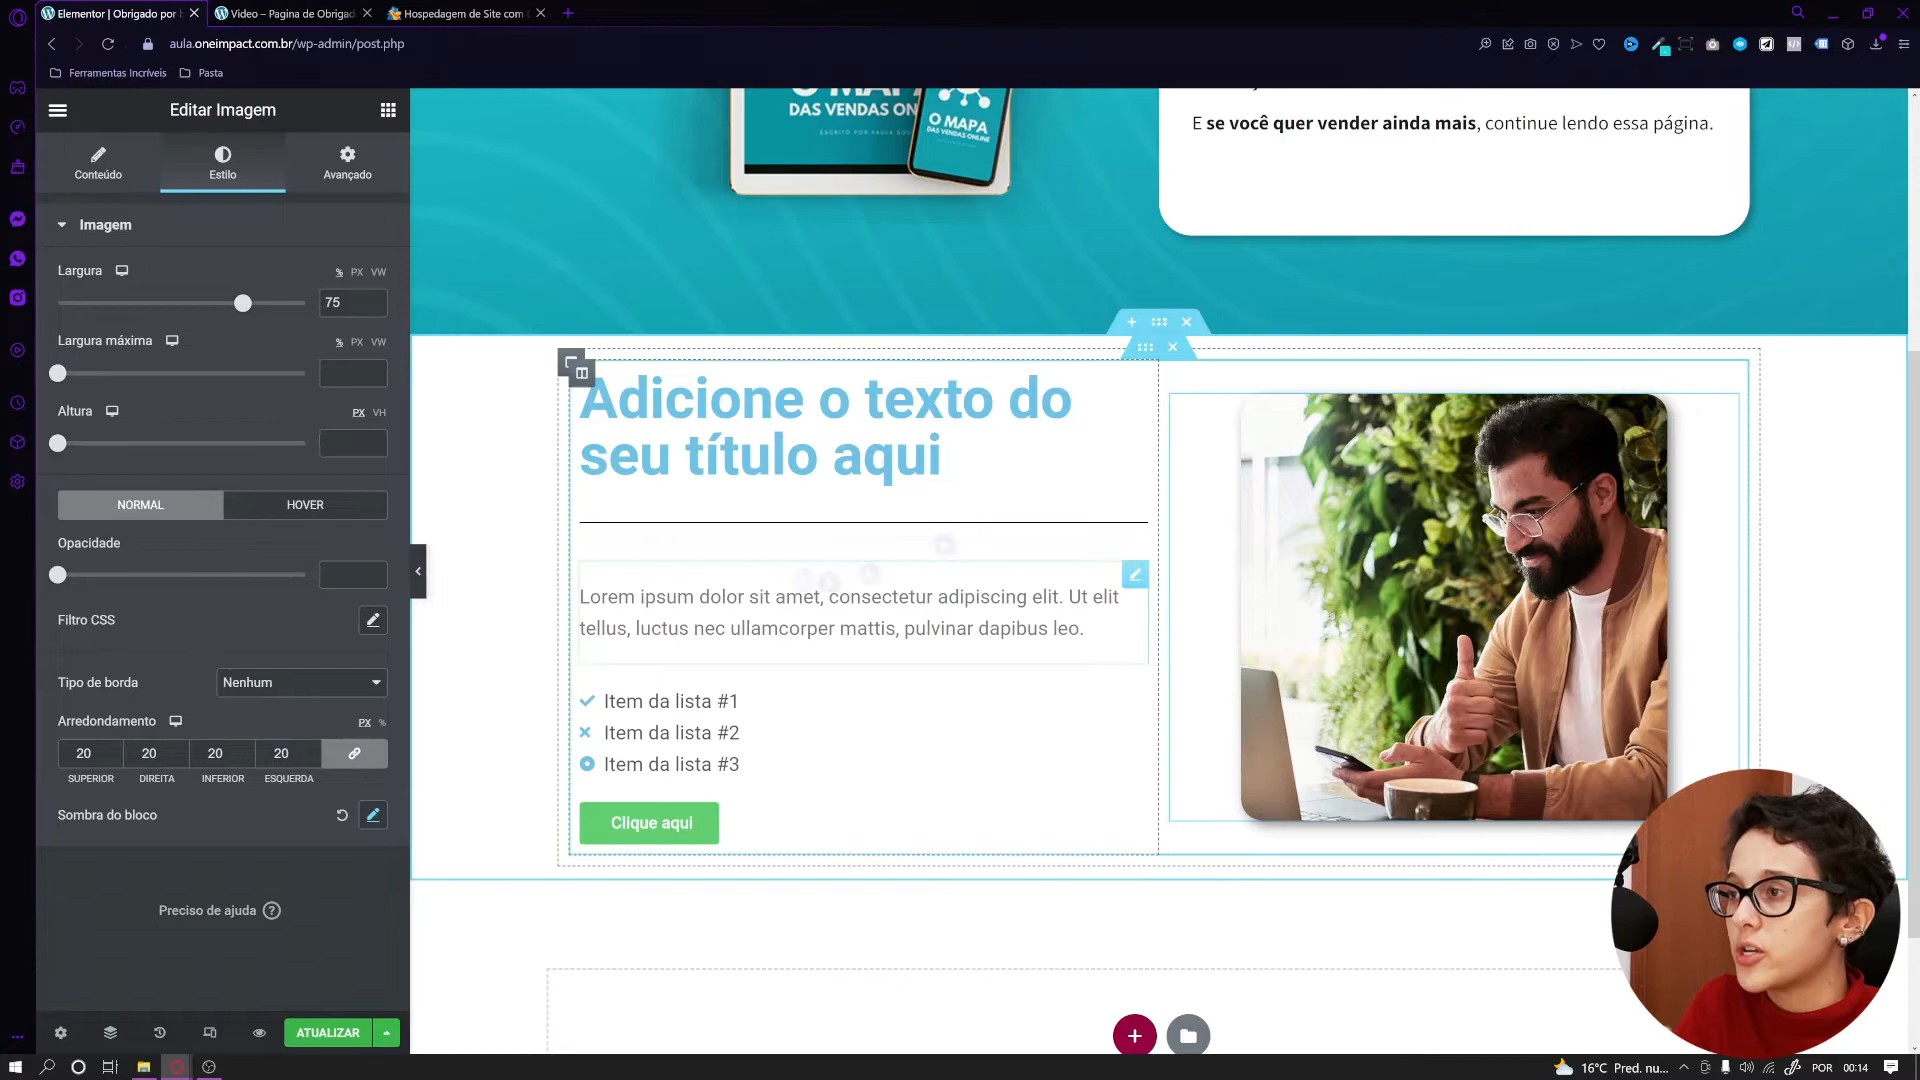 Elementor | Obrigado por
Video – Pagina de Obrigad
Hospedagem de Site com
aula.oneimpact.com.br/wp-admin/post.php
Ferramentas Incríveis
Pasta
Editar Imagem
Conteúdo
Estilo
Avançado
Imagem
Largura
% PX VW
75
Largura máxima
% PX VW
Altura
PX VH
NORMAL
HOVER
Opacidade
Filtro CSS
Tipo de borda
Nenhum
Arredondamento
PX %
20 20 20 20
SUPERIOR DIREITA INFERIOR ESQUERDA
Sombra do bloco
Preciso de ajuda
ATUALIZAR
O MAPA
DAS VENDAS ON
O MAPA
DAS VENDAS ONLINE
E se você quer vender ainda mais, continue lendo essa página.
Adicione o texto do
seu título aqui
Lorem ipsum dolor sit amet, consectetur adipiscing elit. Ut elit
tellus, luctus nec ullamcorper mattis, pulvinar dapibus leo.
Item da lista #1
Item da lista #2
Item da lista #3
Clique aqui
16°C Pred. nu...
POR
00:14